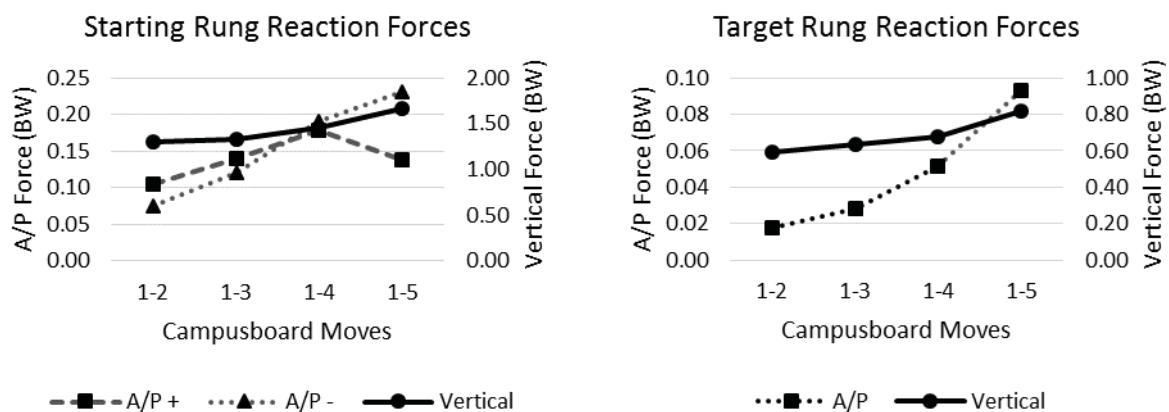 Starting Rung Reaction Forces
A/P Force (BW)
0.25
0.20
0.15
0.10
0.05
0.00
2.00
1.50
1.00
0.50
0.00
Vertical Force (BW)
1-2 1-3 1-4 1-5
Campusboard Moves
A/P + A/P - Vertical
Target Rung Reaction Forces
A/P Force (BW)
0.10
0.08
0.06
0.04
0.02
0.00
1.00
0.80
0.60
0.40
0.20
0.00
Vertical Force (BW)
1-2 1-3 1-4 1-5
Campusboard Moves
A/P Vertical